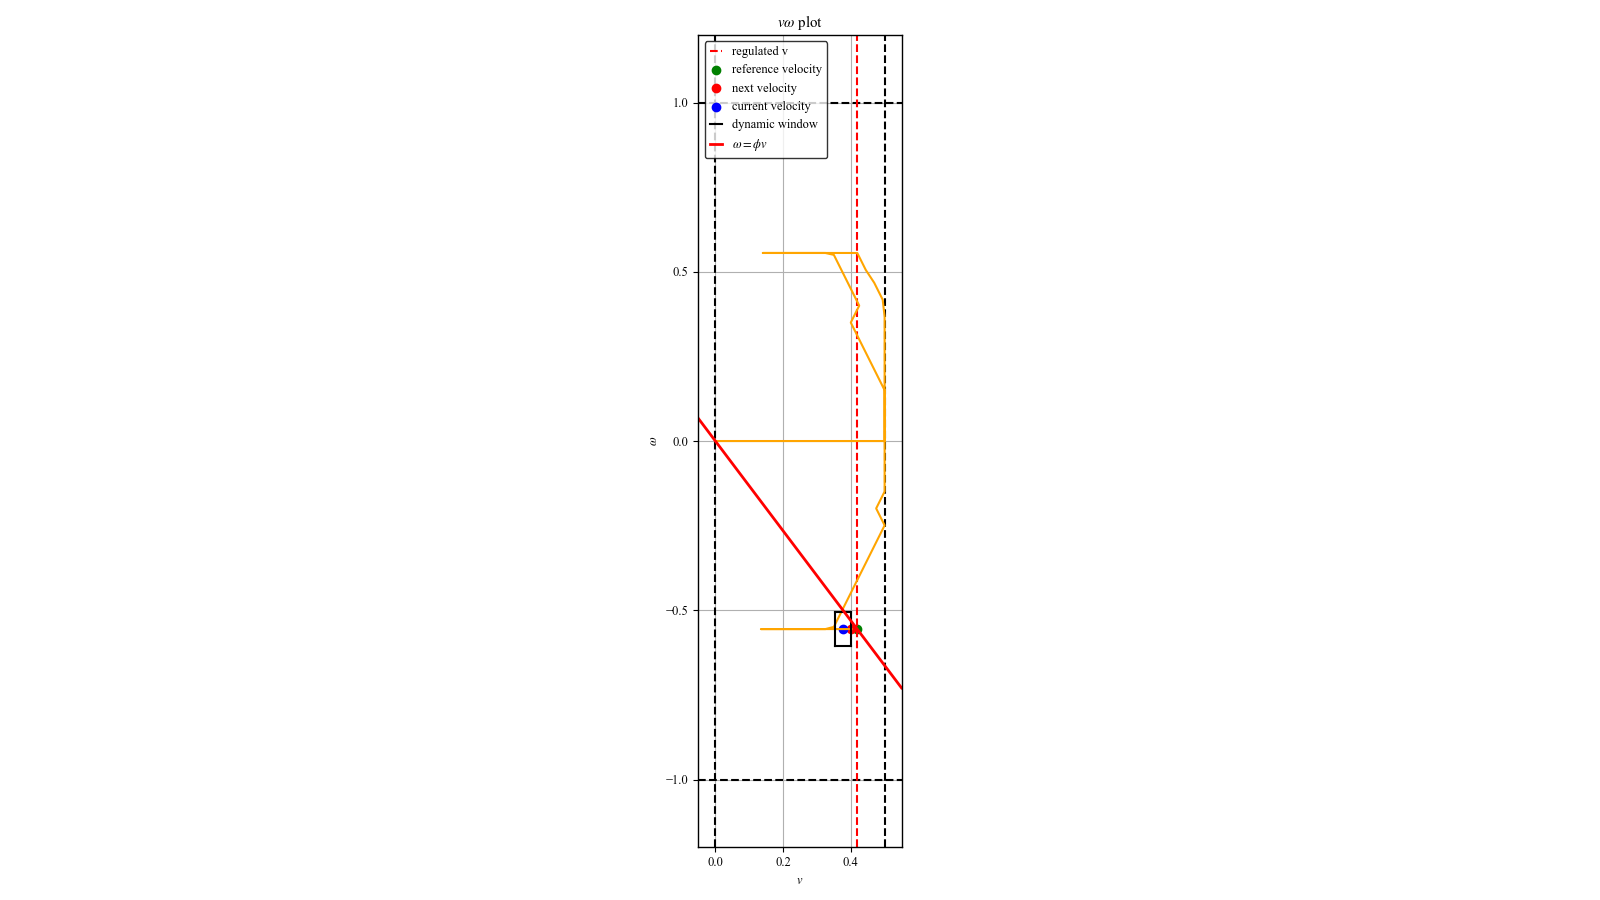 vω plot
regulated v
reference velocity
next velocity
current velocity
dynamic window
ω = ϕv
1.0
0.5
0.0
−0.5
−1.0
ω
0.0 0.2 0.4
v